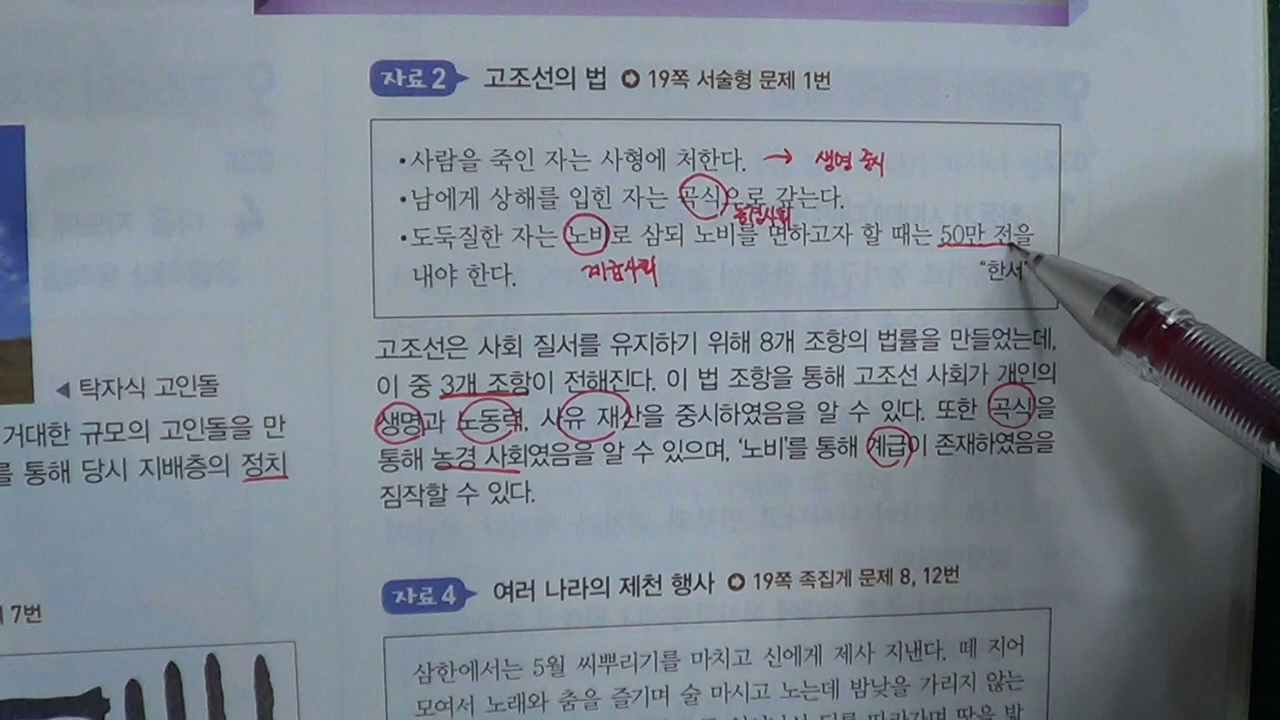 자료 2 고조선의 법 ➲ 19쪽 서술형 문제 1번
•사람을 죽인 자는 사형에 처한다. → 생명 중시
•남에게 상해를 입힌 자는 곡식으로 갚는다.
농경사회
•도둑질한 자는 노비로 삼되 노비를 면하고자 할 때는 50만 전을
내야 한다. 계급사회 "한서"
고조선은 사회 질서를 유지하기 위해 8개 조항의 법률을 만들었는데,
이 중 3개 조항이 전해진다. 이 법 조항을 통해 고조선 사회가 개인의
생명과 노동력, 사유 재산을 중시하였음을 알 수 있다. 또한 곡식을
통해 농경 사회였음을 알 수 있으며, '노비'를 통해 계급이 존재하였음을
짐작할 수 있다.
◀ 탁자식 고인돌
거대한 규모의 고인돌을 만
를 통해 당시 지배층의 정치
7번
자료 4 여러 나라의 제천 행사 ➲ 19쪽 족집게 문제 8, 12번
삼한에서는 5월 씨뿌리기를 마치고 신에게 제사 지낸다. 떼 지어
모여서 노래와 춤을 즐기며 술 마시고 노는데 밤낮을 가리지 않는